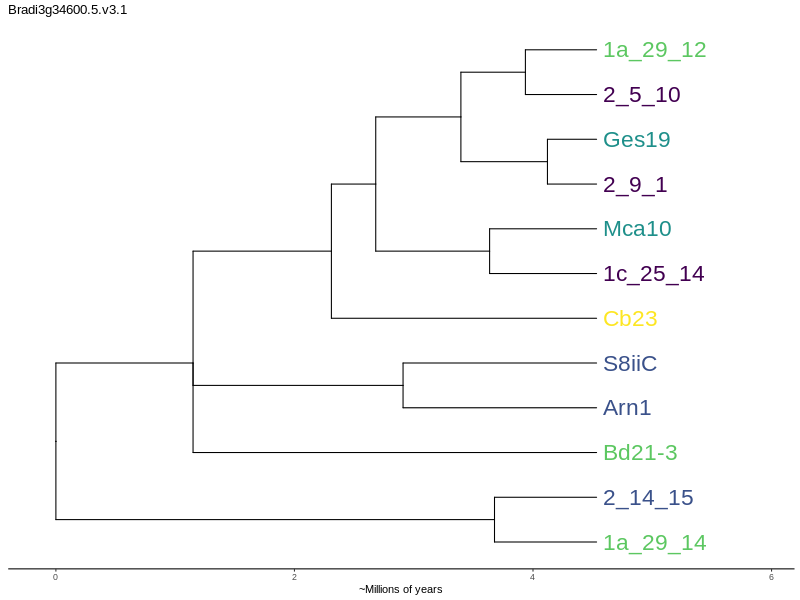 Bradi3g34600.5.v3.1
1a_29_12
2_5_10
Ges19
2_9_1
Mca10
1c_25_14
Cb23
S8iiC
Arn1
Bd21-3
2_14_15
1a_29_14
0 2 4 6
~Millions of years